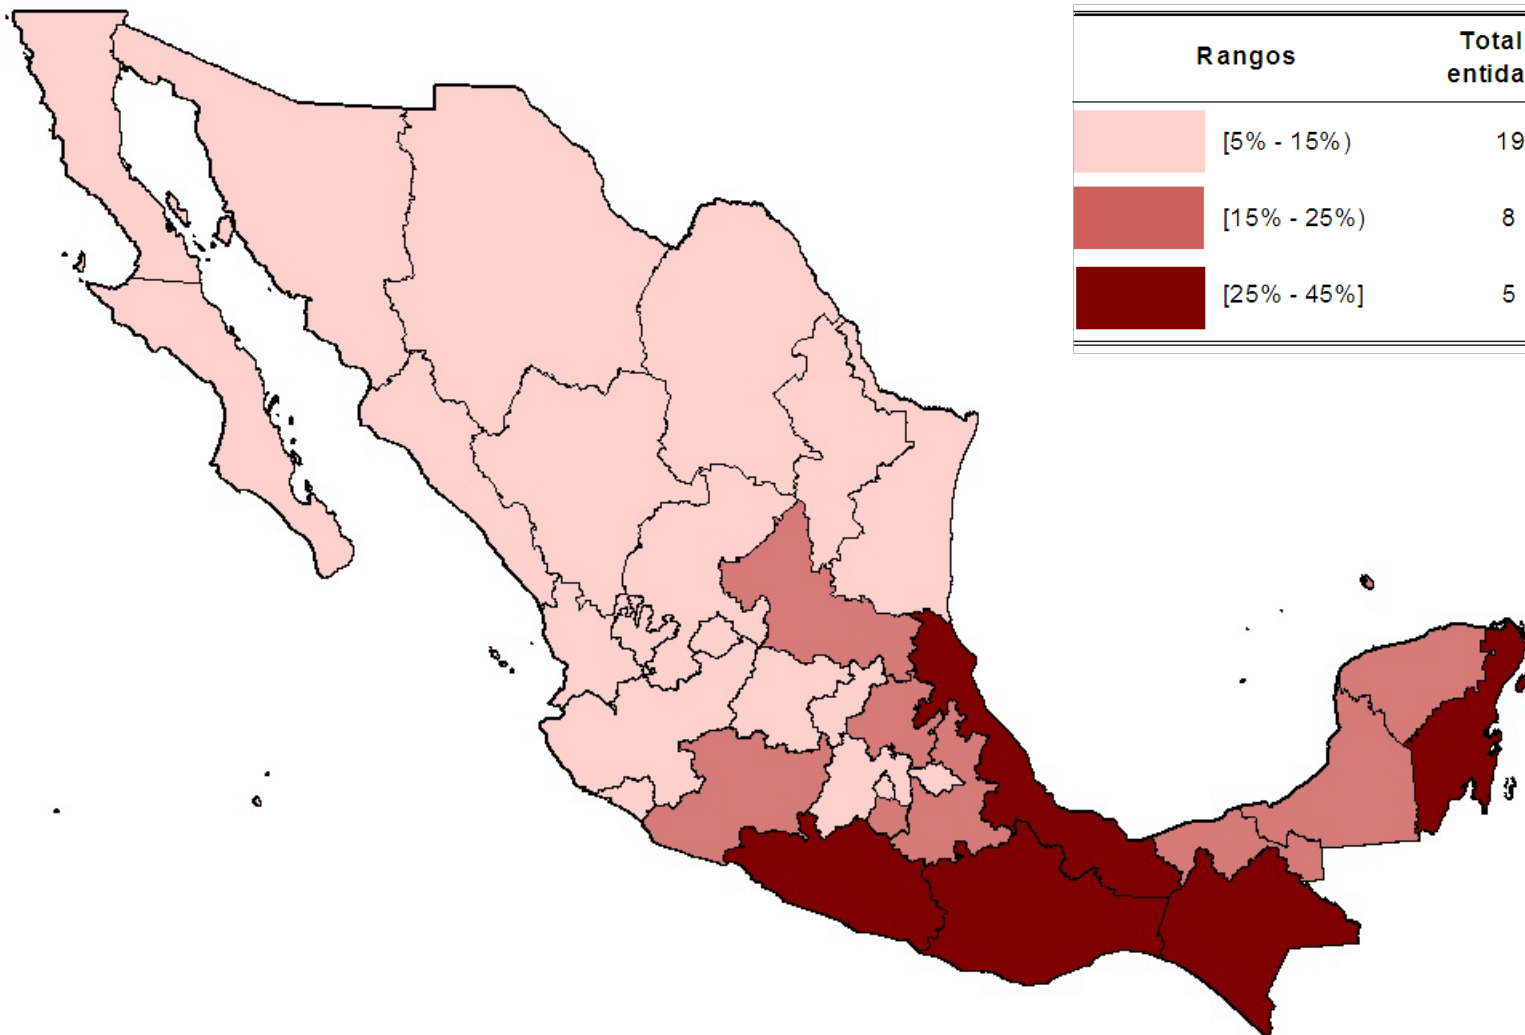 Rangos
Total
entida
[5% - 15%) 19
[15% - 25%) 8
[25% - 45%] 5